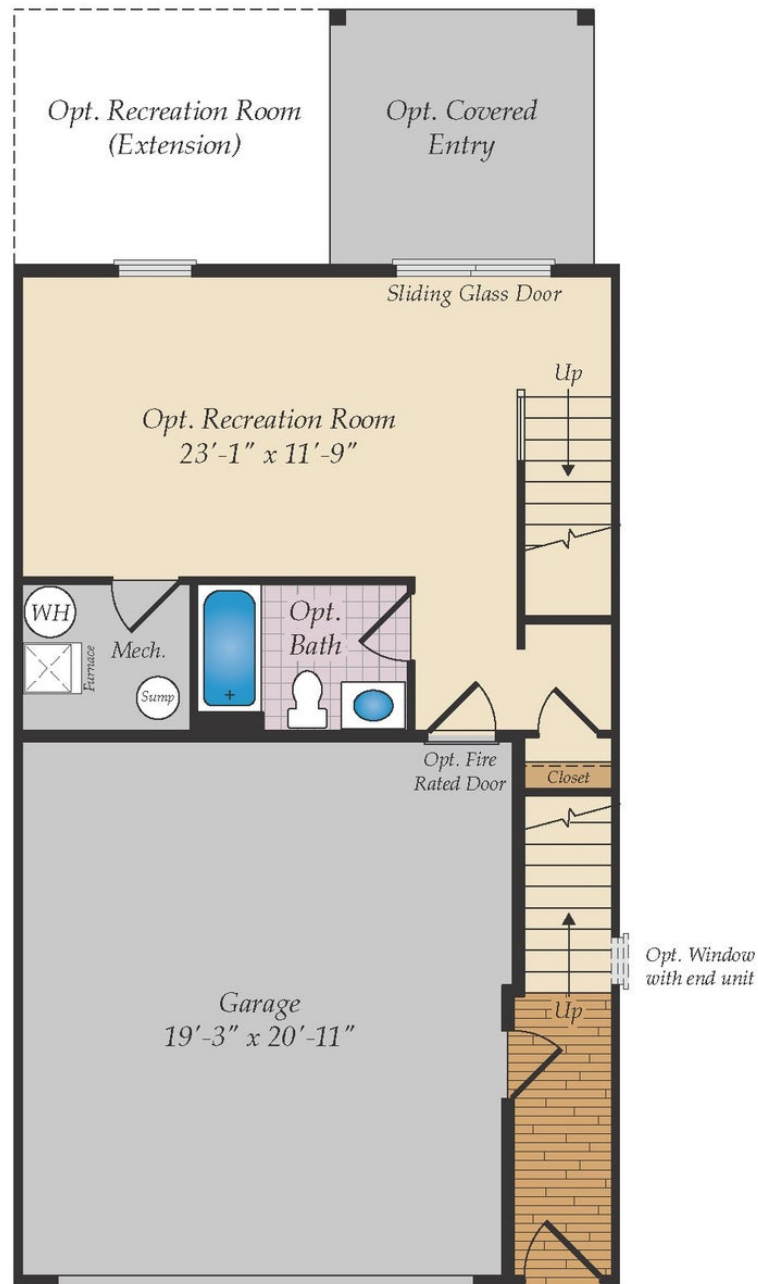 Opt. Recreation Room
(Extension)
Opt. Covered
Entry
Sliding Glass Door
Up
Opt. Recreation Room
23'-1" x 11'-9"
WH
Mech.
Furnace
Sump
Opt.
Bath
Opt. Fire
Rated Door
Closet
Opt. Window
with end unit
Up
Garage
19'-3" x 20'-11"